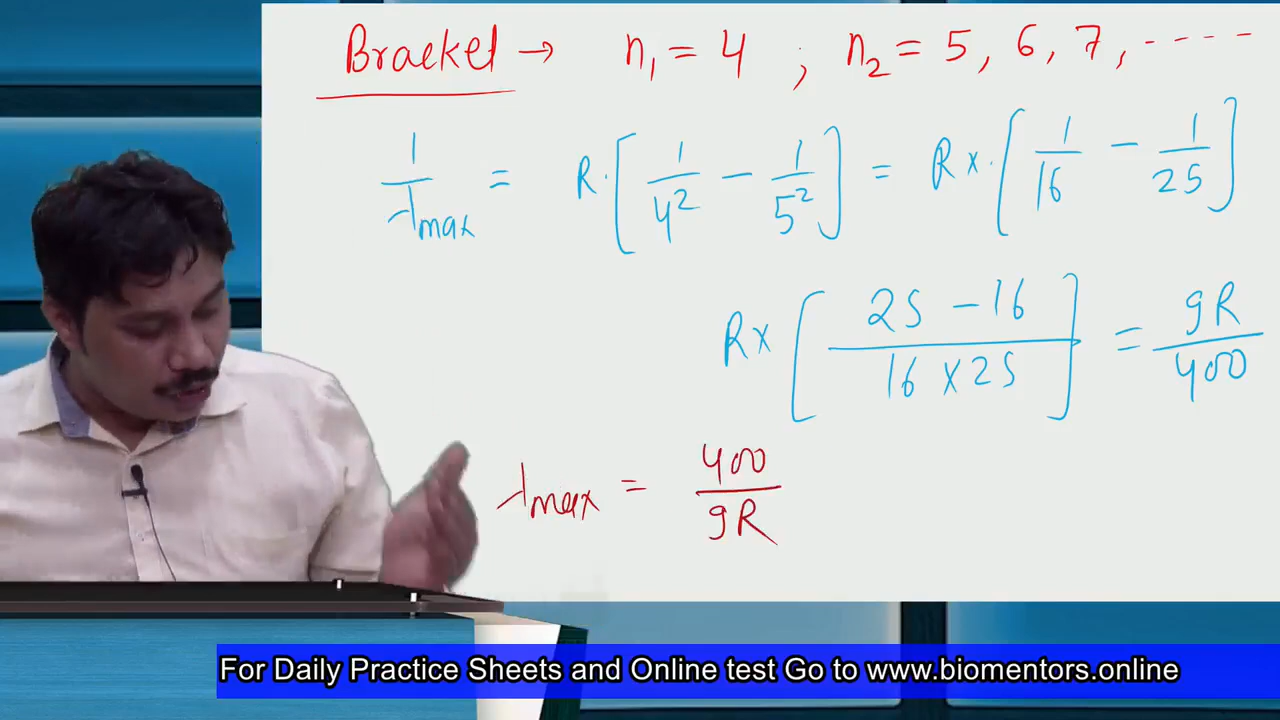 Bracket → n₁ = 4 ; n₂ = 5, 6, 7, ----
1/λmax = R·[1/4² − 1/5²] = R×·[1/16 − 1/25]
R× [25 − 16 / 16 × 25] = 9R/400
λmax = 400/9R
For Daily Practice Sheets and Online test Go to www.biomentors.online